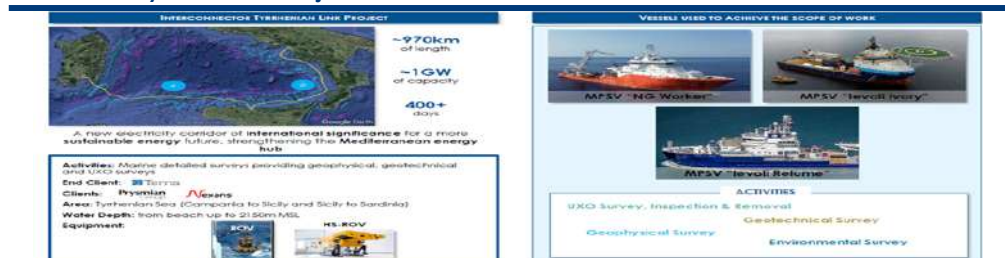 INTERCONNECTOR TYRRHENIAN LINK PROJECT
~970km
of length
~1GW
of capacity
400+
days
Google Earth
A new electricity corridor of international significance for a more
sustainable energy future, strengthening the Mediterranean energy
hub
Activities: Marine detailed surveys providing geophysical, geotechnical
and UXO surveys
End Client: Terna
Clients: Prysmian Nexans
Area: Tyrrhenian Sea (Campania to Sicily and Sicily to Sardinia)
Water Depth: from beach up to 2150m MSL
Equipment:
ROV
HS-ROV
VESSELS USED TO ACHIEVE THE SCOPE OF WORK
MPSV "NG Worker"
MPSV "Ievoli Ivory"
MPSV "Ievoli Relume"
ACTIVITIES
UXO Survey, Inspection & Removal
Geotechnical Survey
Geophysical Survey
Environmental Survey